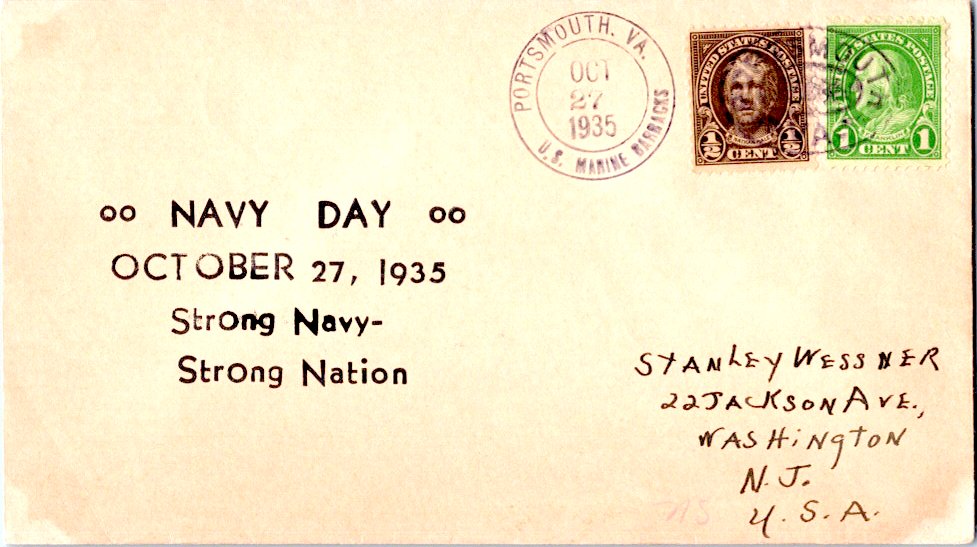 PORTSMOUTH, VA.
OCT
27
1935
U.S. MARINE BARRACKS
UNITED STATES POSTAGE
½ ½
CENT
STATES POSTAGE
FRANKLIN
1 1
CENT
oo NAVY DAY oo
OCTOBER 27, 1935
Strong Navy-
Strong Nation
STANLEY WESSNER
22 JACKSON AVE.,
WASHINGTON
N.J.
U.S.A.